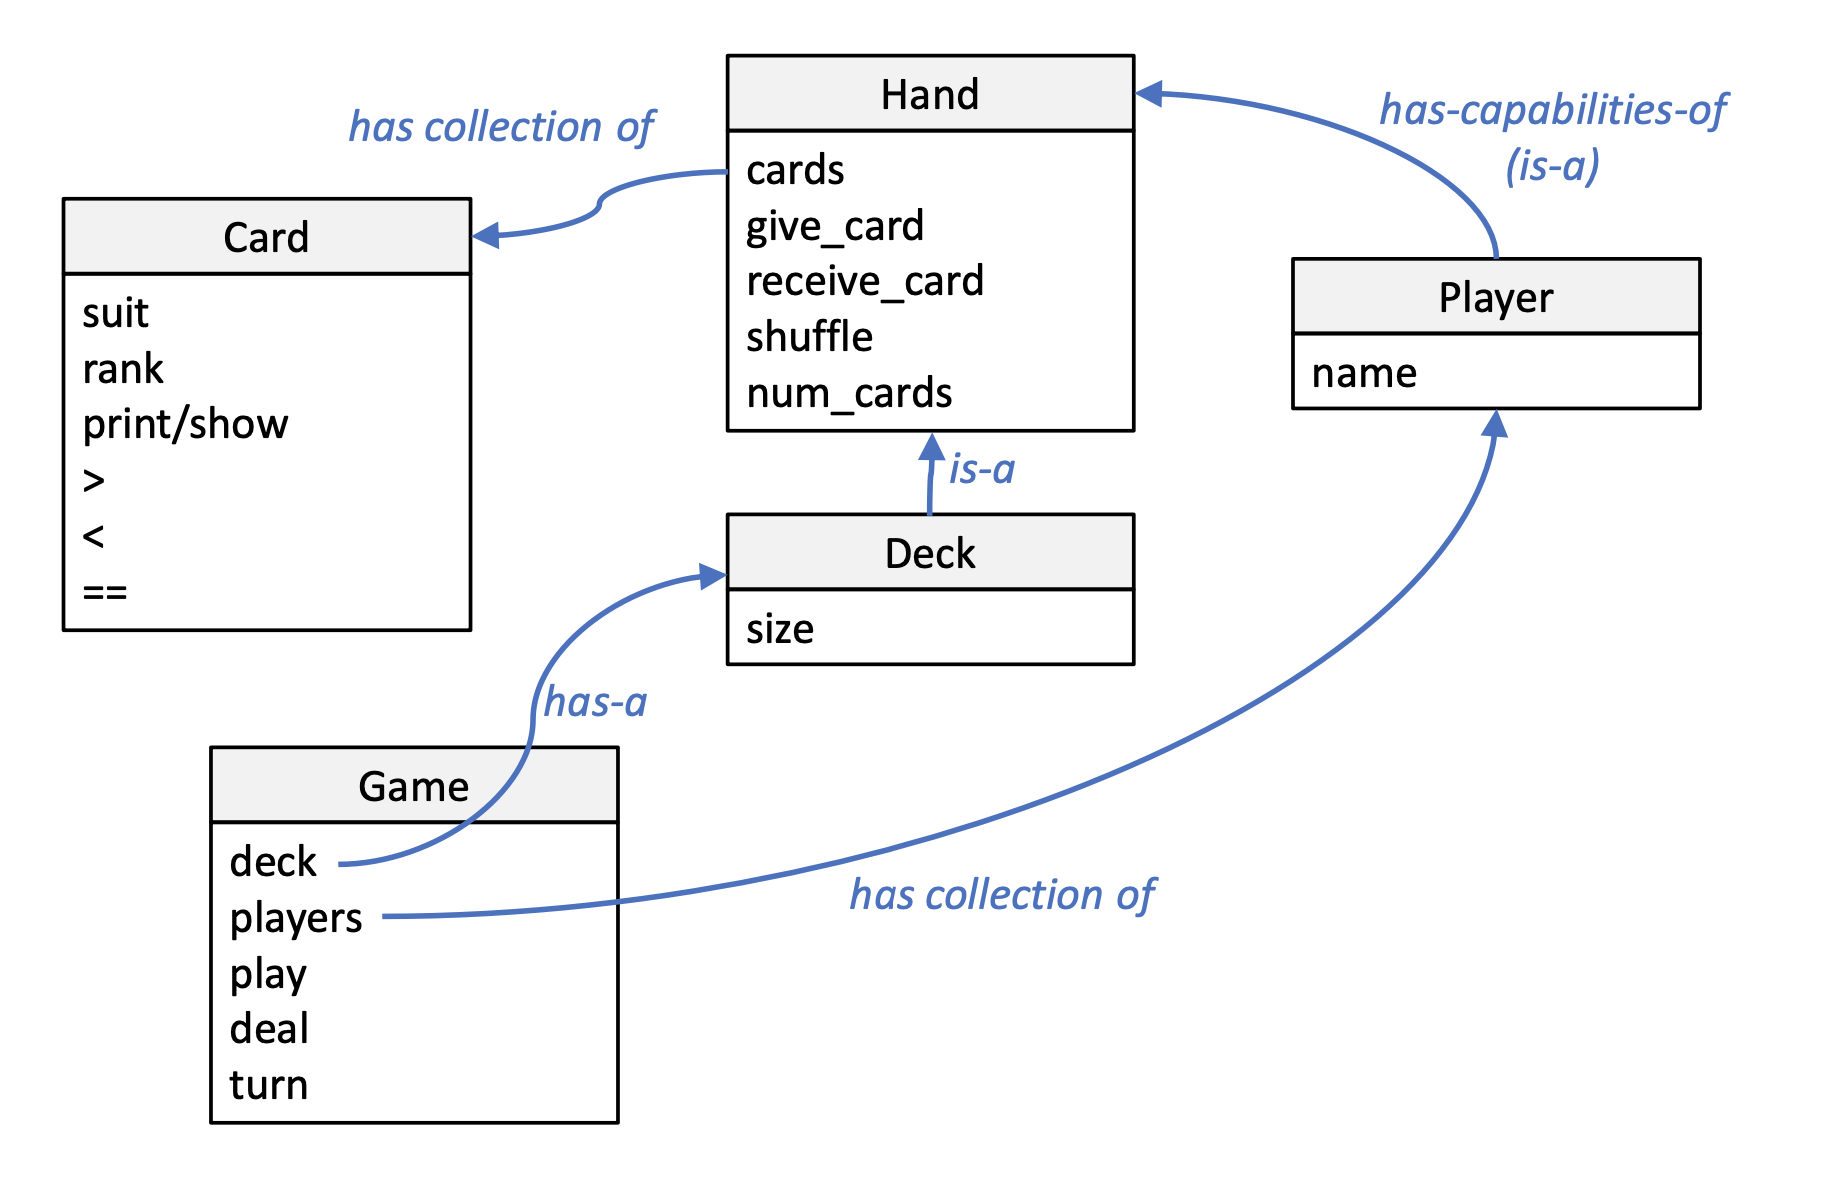 Hand
cards
give_card
receive_card
shuffle
num_cards
has collection of
has-capabilities-of
(is-a)
Card
suit
rank
print/show
>
<
==
Player
name
is-a
Deck
size
has-a
Game
deck
players
play
deal
turn
has collection of